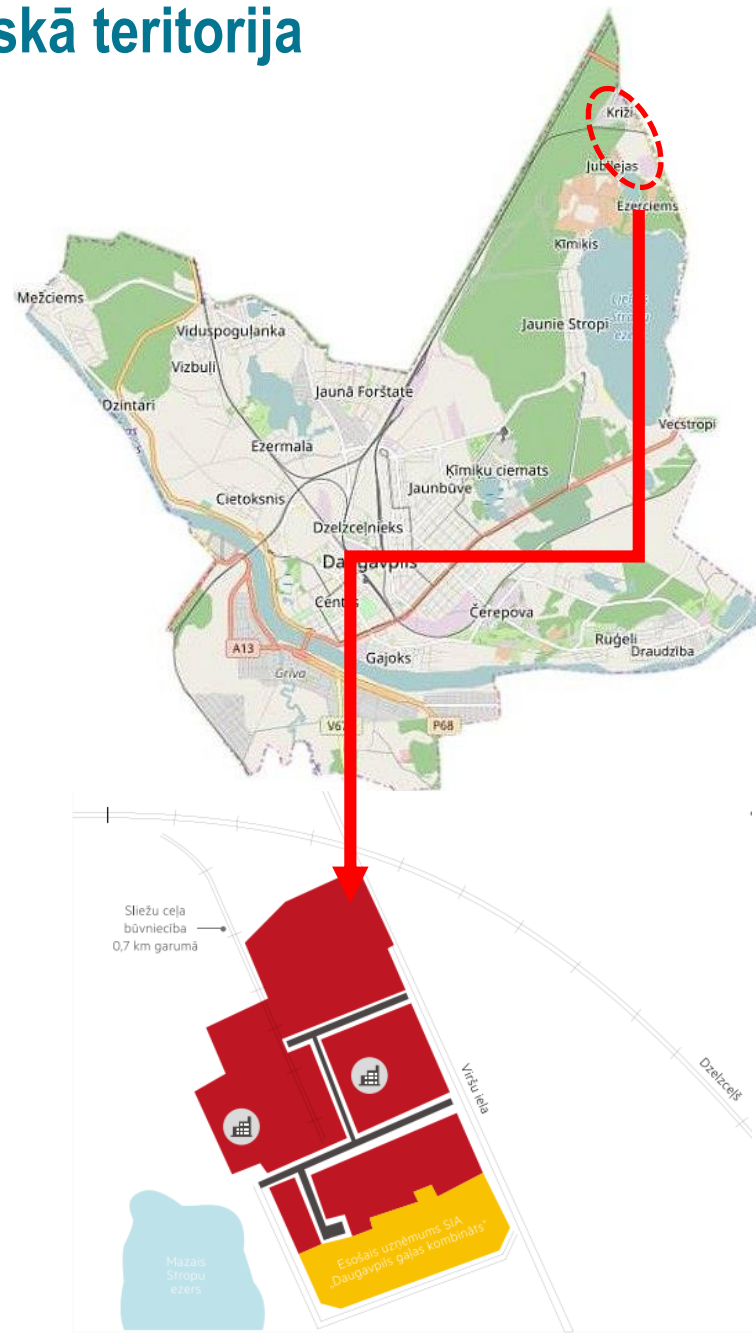 skā teritorija
Križi
Jubilejas
Ezerciems
Ķīmiķis
Mežciems
Viduspoguļanka
Jaunie Stropi
Vizbuļi
Jaunā Forštate
Dzintari
Vecstropi
Ezermala
Ķīmiķu ciemats
Jaunbūve
Cietoksnis
Dzelzceļnieks
Daugavpils
Centrs
Čerepova
Ruģeļi
Draudzība
A13
Gajoks
Grīva
P68
Sliežu ceļa
būvniecība
0,7 km garumā
Viršu iela
Dzelzceļš
Mazais
Stropu
ezers
Esošais uzņēmums SIA
„Daugavpils gaļas kombināts"